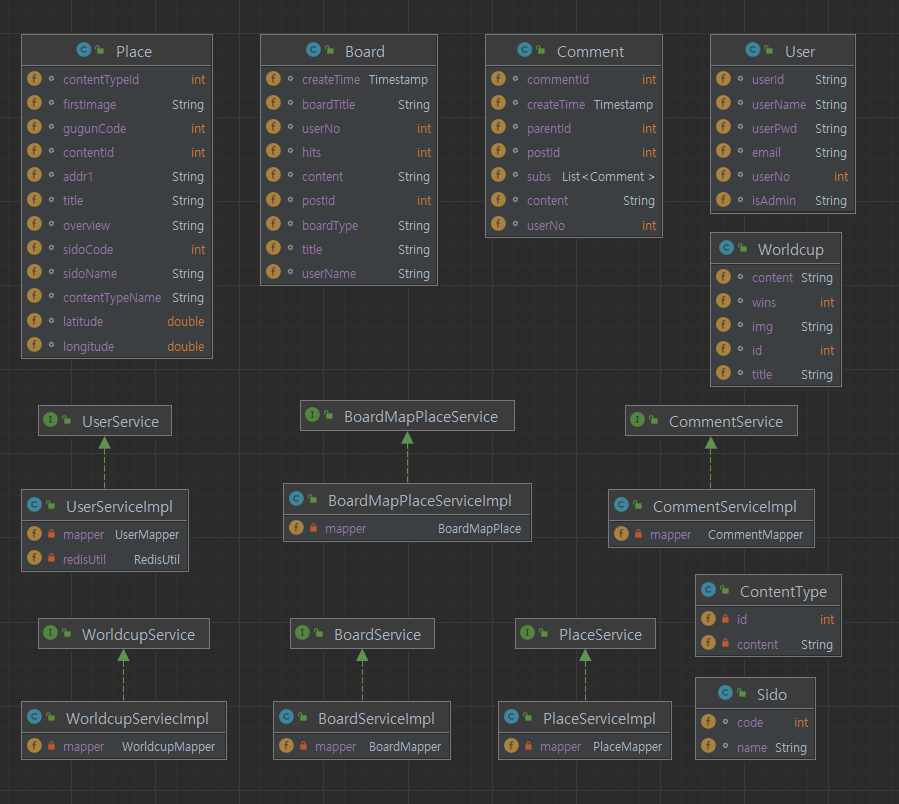 Place
contentTypeId int
firstImage String
gugunCode int
contentId int
addr1 String
title String
overview String
sidoCode int
sidoName String
contentTypeName String
latitude double
longitude double
Board
createTime Timestamp
boardTitle String
userNo int
hits int
content String
postId int
boardType String
title String
userName String
Comment
commentId int
createTime Timestamp
parentId int
postId int
subs List<Comment >
content String
userNo int
User
userId String
userName String
userPwd String
email String
userNo int
isAdmin String
Worldcup
content String
wins int
img String
id int
title String
UserService
BoardMapPlaceService
CommentService
UserServiceImpl
mapper UserMapper
redisUtil RedisUtil
BoardMapPlaceServiceImpl
mapper BoardMapPlace
CommentServiceImpl
mapper CommentMapper
ContentType
id int
content String
WorldcupService
BoardService
PlaceService
WorldcupServiecImpl
mapper WorldcupMapper
BoardServiceImpl
mapper BoardMapper
PlaceServiceImpl
mapper PlaceMapper
Sido
code int
name String